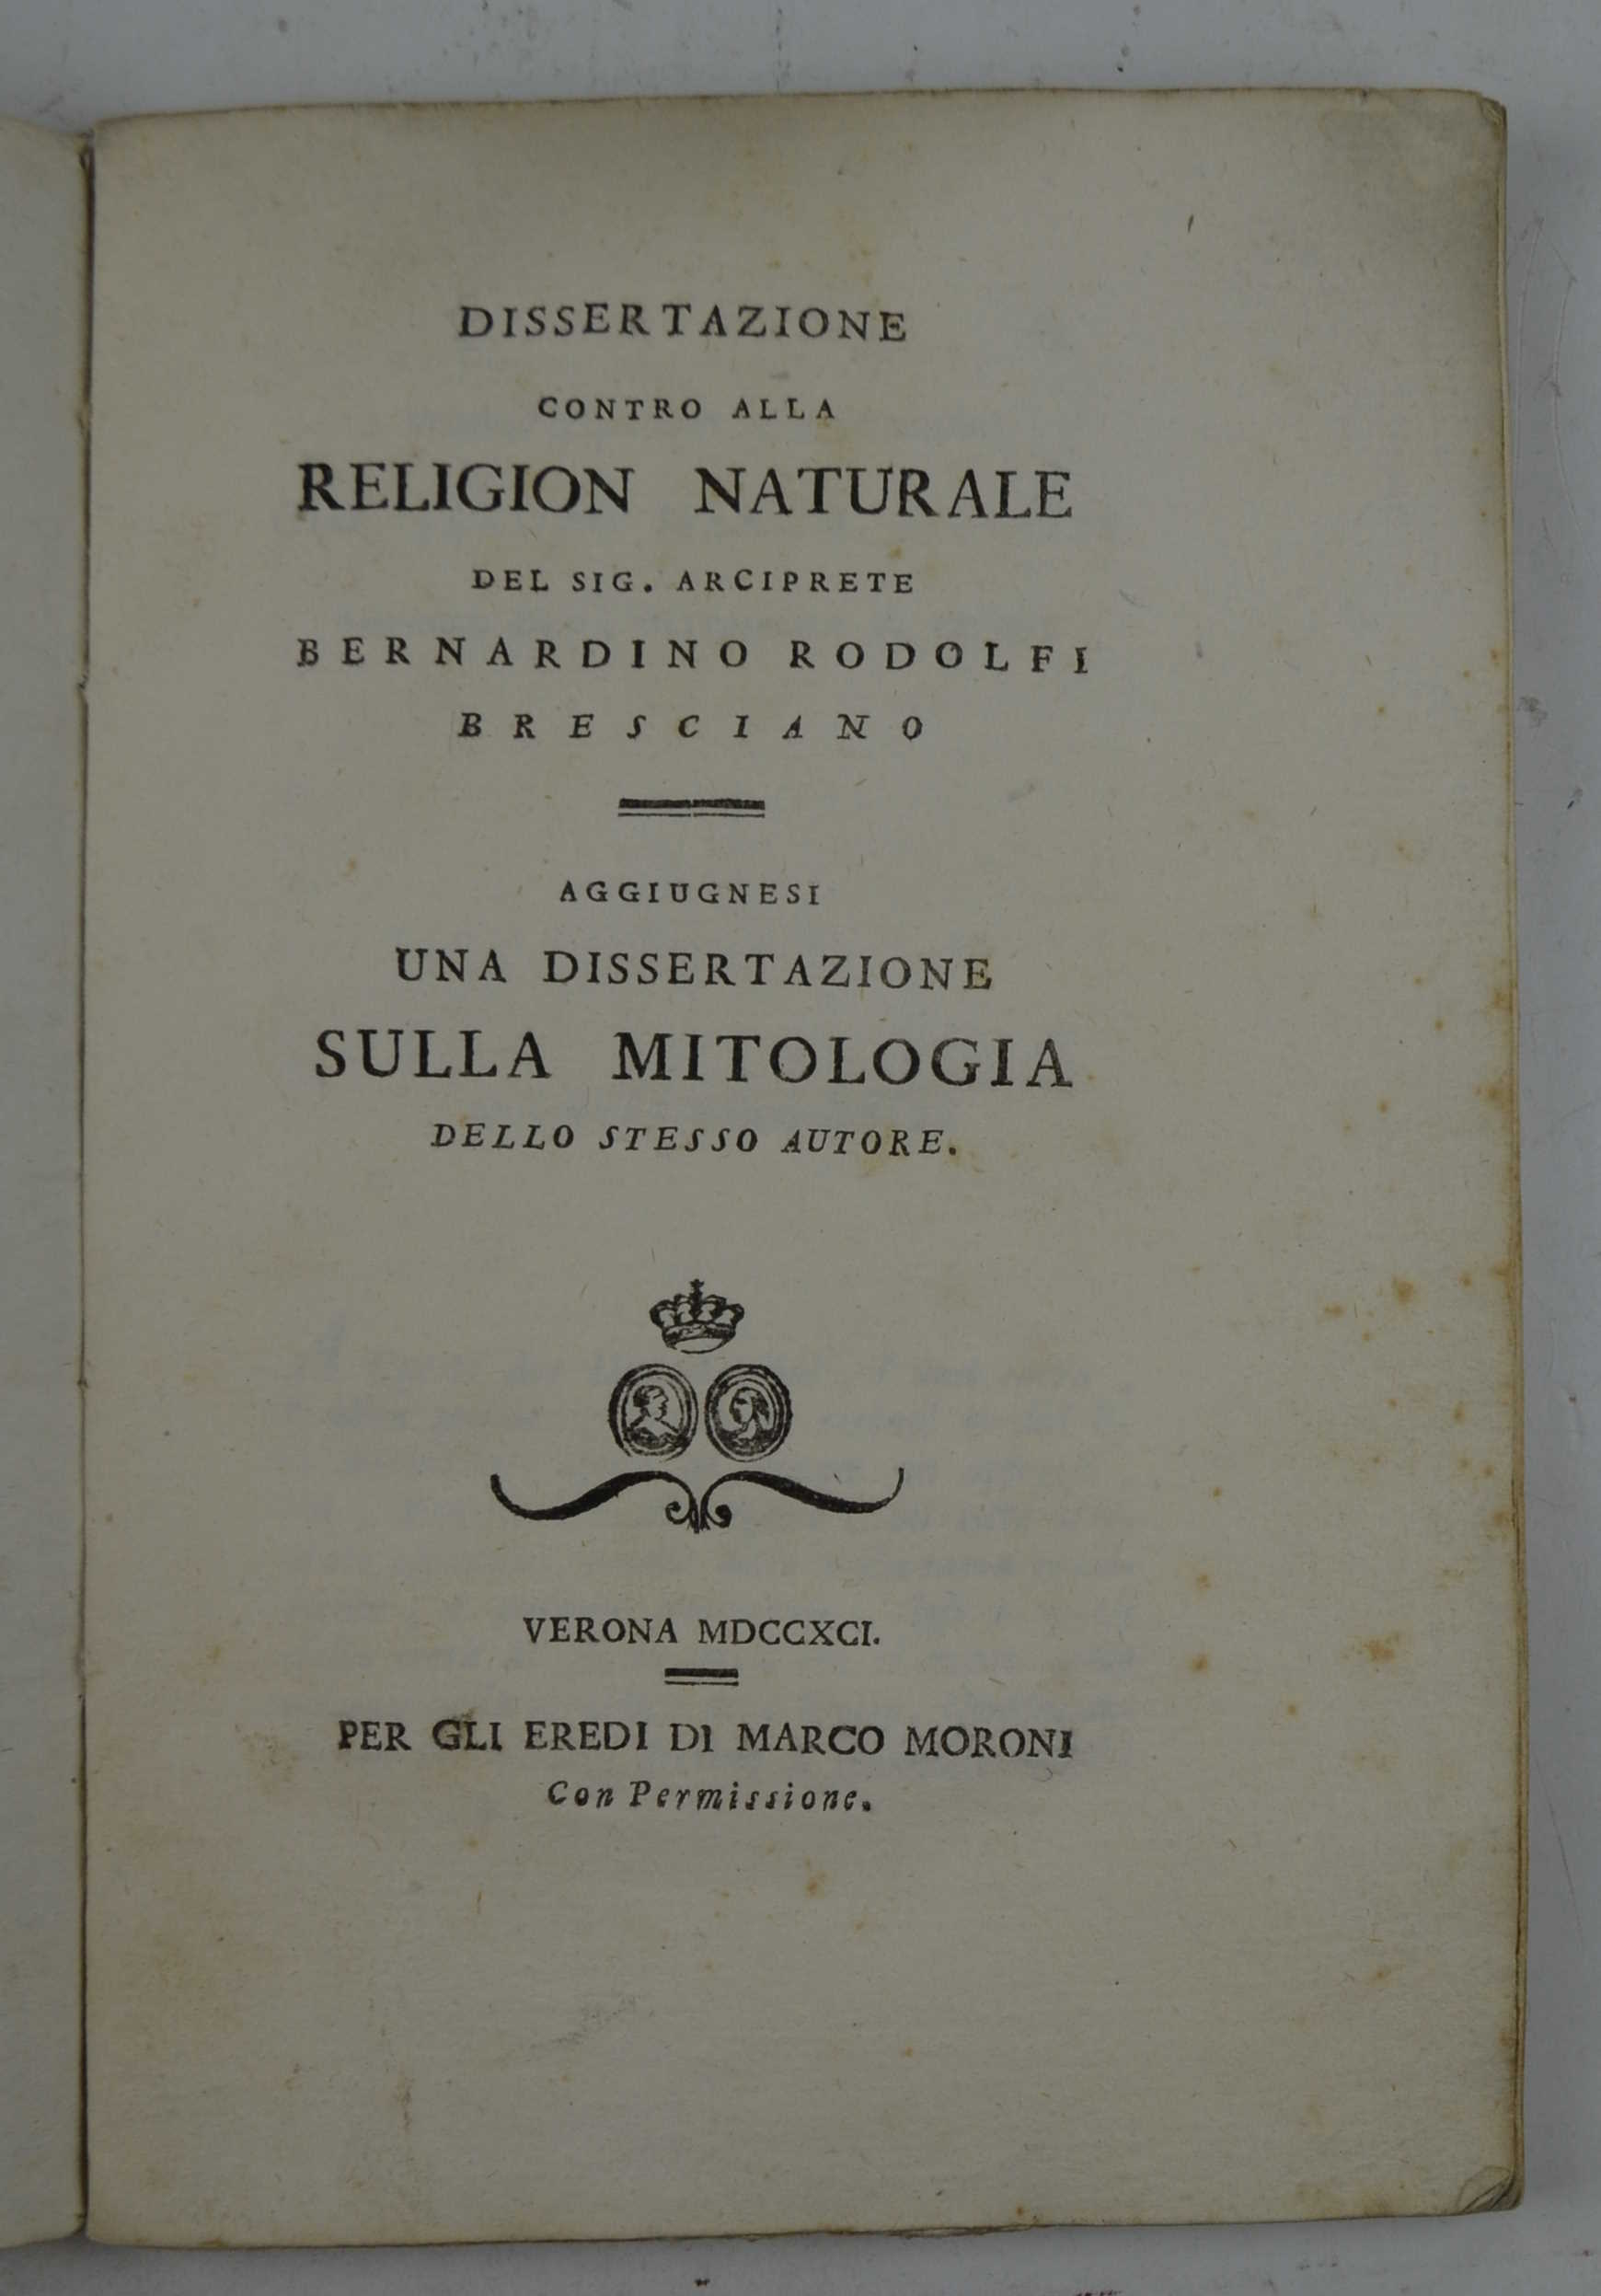 DISSERTAZIONE
CONTRO ALLA
RELIGION NATURALE
DEL SIG. ARCIPRETE
BERNARDINO RODOLFI
BRESCIANO
AGGIUGNESI
UNA DISSERTAZIONE
SULLA MITOLOGIA
DELLO STESSO AUTORE.
VERONA MDCCXCI.
PER GLI EREDI DI MARCO MORONI
Con Permissione.